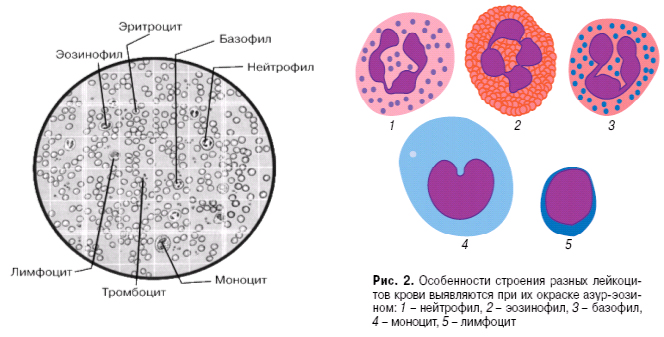 Эритроцит
Базофил
Эозинофил
Нейтрофил
Лимфоцит
Тромбоцит
Моноцит
1
2
3
4
5
Рис. 2. Особенности строения разных лейкоци-
тов крови выявляются при их окраске азур-эози-
ном: 1 – нейтрофил, 2 – эозинофил, 3 – базофил,
4 – моноцит, 5 – лимфоцит